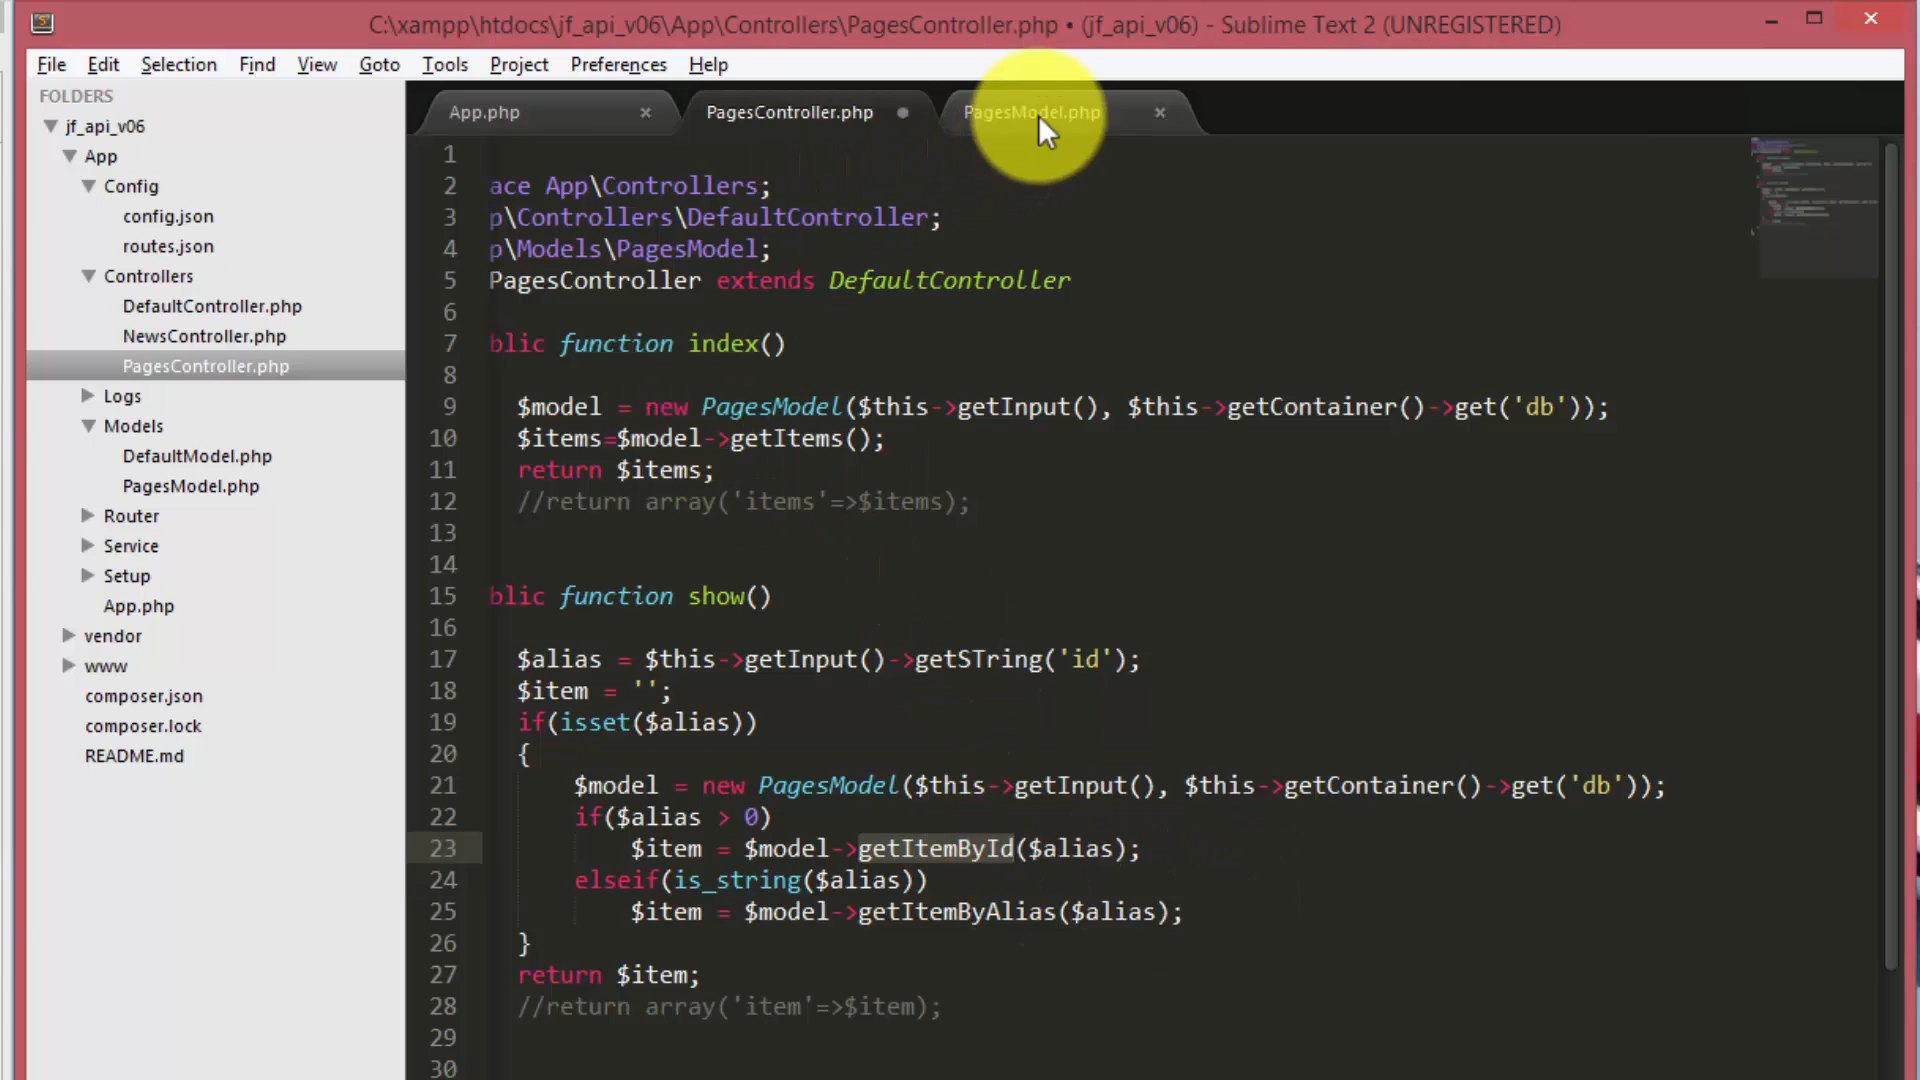 C:\xampp\htdocs\jf_api_v06\App\Controllers\PagesController.php • (jf_api_v06) - Sublime Text 2 (UNREGISTERED)
File Edit Selection Find View Goto Tools Project Preferences Help
FOLDERS
jf_api_v06
App
Config
config.json
routes.json
Controllers
DefaultController.php
NewsController.php
PagesController.php
Logs
Models
DefaultModel.php
PagesModel.php
Router
Service
Setup
App.php
vendor
www
composer.json
composer.lock
README.md
App.php PagesController.php PagesModel.php
1
2 ace App\Controllers;
3 p\Controllers\DefaultController;
4 p\Models\PagesModel;
5 PagesController extends DefaultController
6
7 blic function index()
8
9 $model = new PagesModel($this->getInput(), $this->getContainer()->get('db'));
10 $items=$model->getItems();
11 return $items;
12 //return array('items'=>$items);
13
14
15 blic function show()
16
17 $alias = $this->getInput()->getSTring('id');
18 $item = '';
19 if(isset($alias))
20 {
21 $model = new PagesModel($this->getInput(), $this->getContainer()->get('db'));
22 if($alias > 0)
23 $item = $model->getItemById($alias);
24 elseif(is_string($alias))
25 $item = $model->getItemByAlias($alias);
26 }
27 return $item;
28 //return array('item'=>$item);
29
30